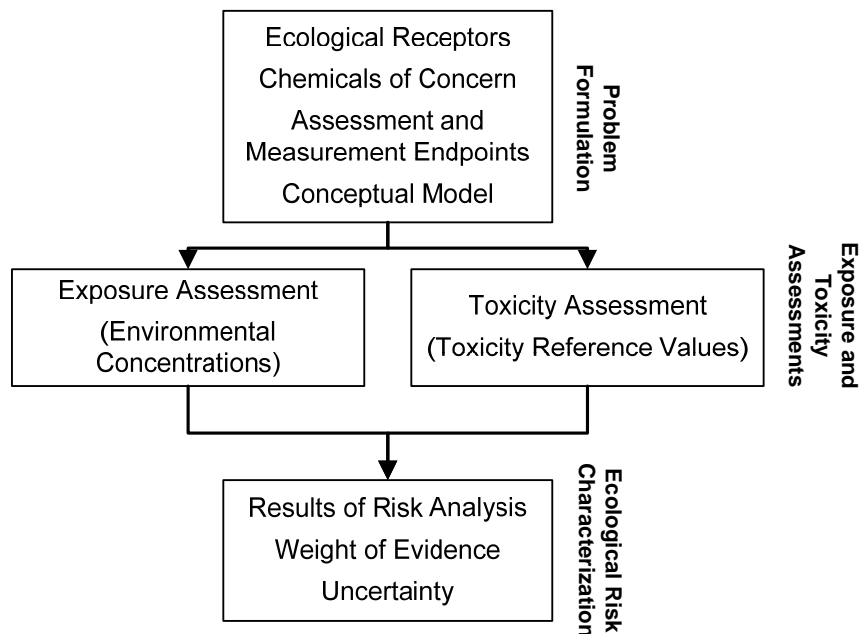 Ecological Receptors
Chemicals of Concern
Assessment and
Measurement Endpoints
Conceptual Model
Problem
Formulation
Exposure Assessment
(Environmental
Concentrations)
Toxicity Assessment
(Toxicity Reference Values)
Exposure and
Toxicity
Assessments
Results of Risk Analysis
Weight of Evidence
Uncertainty
Ecological Risk
Characterization